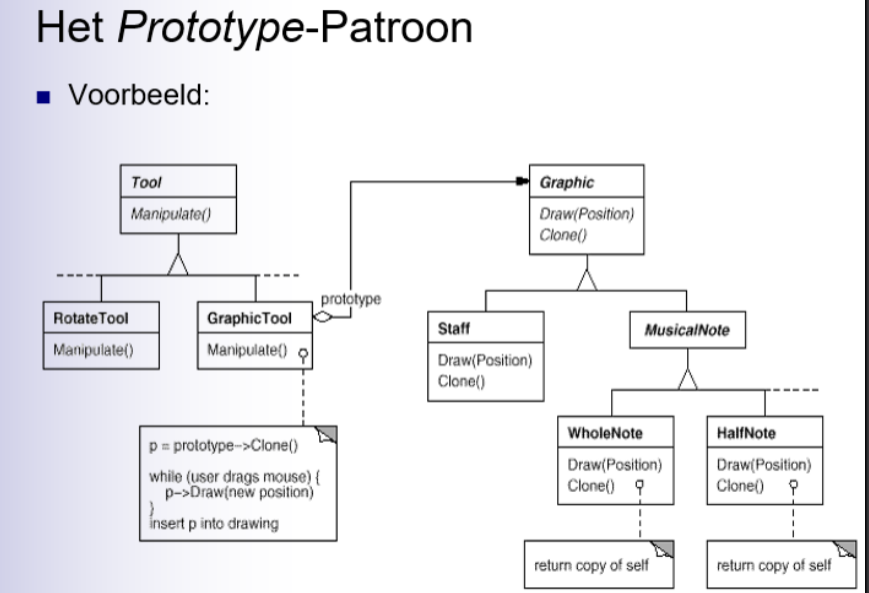 Het Prototype-Patroon
Voorbeeld:
Tool
Manipulate()
Graphic
Draw(Position)
Clone()
prototype
RotateTool
Manipulate()
GraphicTool
Manipulate()
Staff
Draw(Position)
Clone()
MusicalNote
p = prototype->Clone()
while (user drags mouse) {
p->Draw(new position)
}
insert p into drawing
WholeNote
Draw(Position)
Clone()
HalfNote
Draw(Position)
Clone()
return copy of self
return copy of self